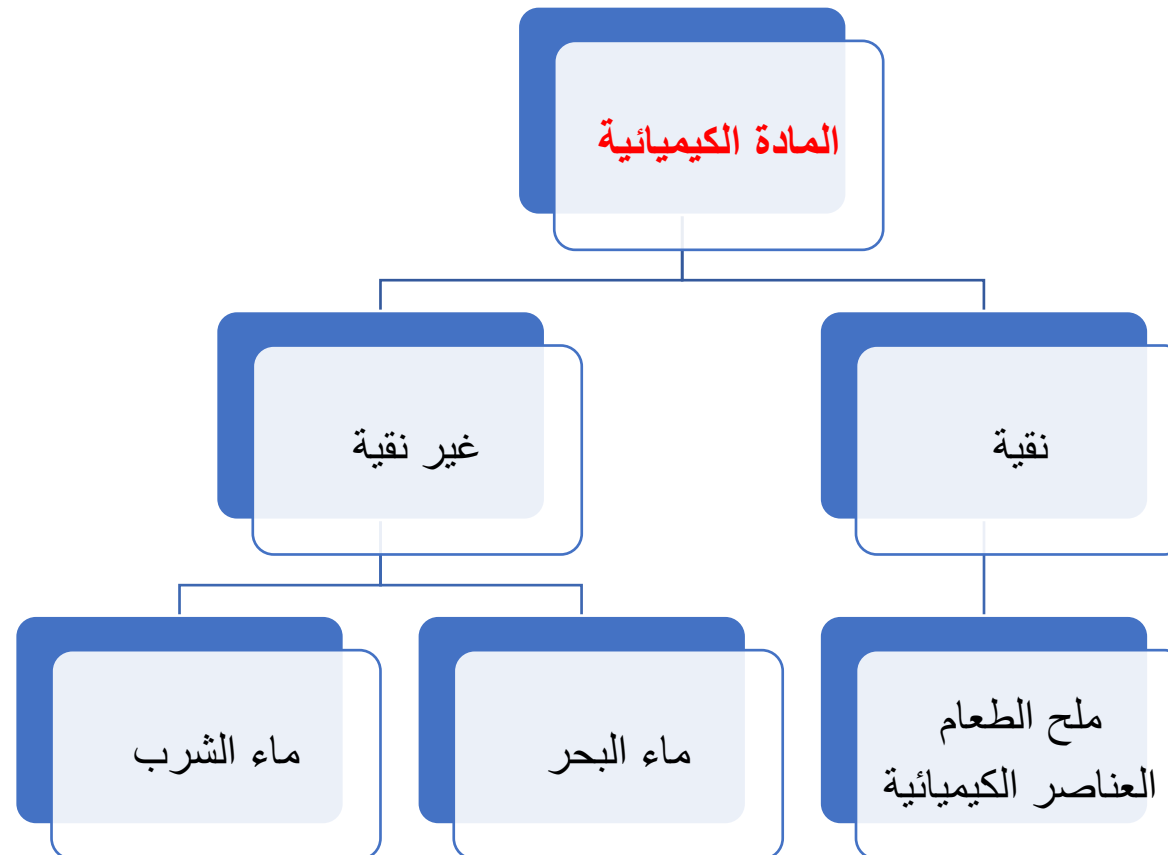 المادة الكيميائية
نقية
غير نقية
ملح الطعام
العناصر الكيميائية
ماء البحر
ماء الشرب